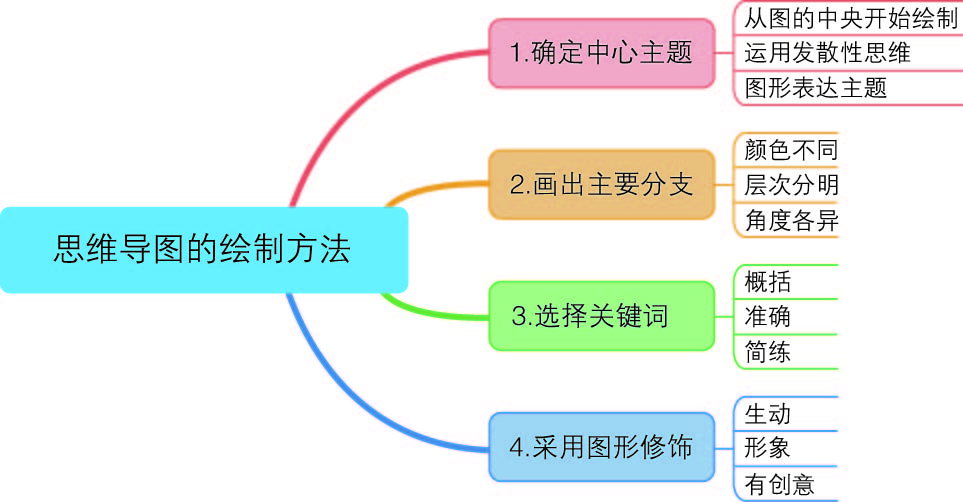 思维导图的绘制方法
1.确定中心主题
从图的中央开始绘制
运用发散性思维
图形表达主题
2.画出主要分支
颜色不同
层次分明
角度各异
3.选择关键词
概括
准确
简练
4.采用图形修饰
生动
形象
有创意